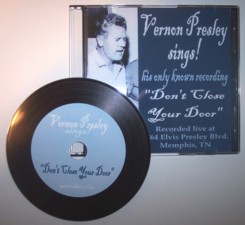 Vernon Presley
sings!
his only known recording
"Don't Close
Your Door"
Recorded live at
64 Elvis Presley Blvd.
Memphis, TN
Vernon Presley
sings!
"Don't Close Your Door"